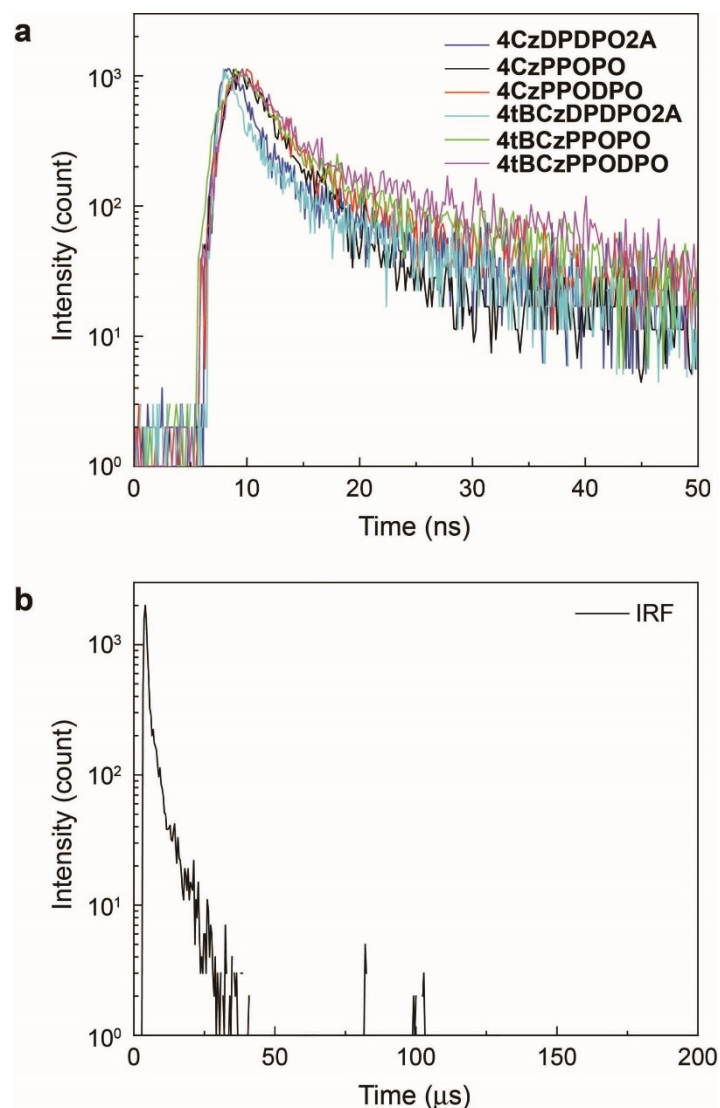 a
4CzDPDPO2A
4CzPPOPO
4CzPPODPO
4tBCzDPDPO2A
4tBCzPPOPO
4tBCzPPODPO
Intensity (count)
10³
10²
10¹
10⁰
0 10 20 30 40 50
Time (ns)
b
IRF
Intensity (count)
10³
10²
10¹
10⁰
0 50 100 150 200
Time (μs)